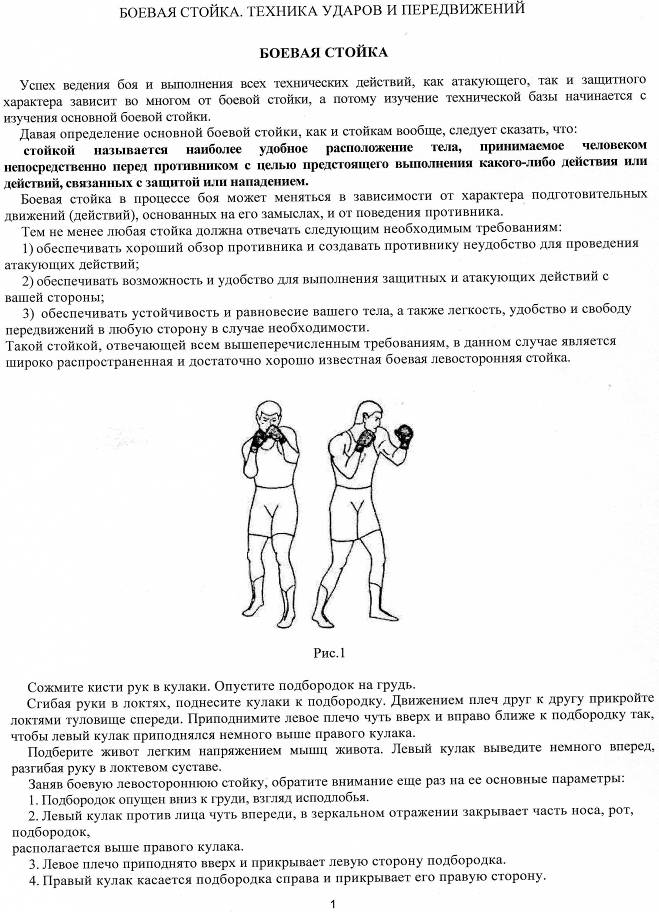 БОЕВАЯ СТОЙКА. ТЕХНИКА УДАРОВ И ПЕРЕДВИЖЕНИЙ
БОЕВАЯ СТОЙКА
Успех ведения боя и выполнения всех технических действий, как атакующего, так и защитного
характера зависит во многом от боевой стойки, а потому изучение технической базы начинается с
изучения основной боевой стойки.
Давая определение основной боевой стойки, как и стойкам вообще, следует сказать, что:
стойкой называется наиболее удобное расположение тела, принимаемое человеком
непосредственно перед противником с целью предстоящего выполнения какого-либо действия или
действий, связанных с защитой или нападением.
Боевая стойка в процессе боя может меняться в зависимости от характера подготовительных
движений (действий), основанных на его замыслах, и от поведения противника.
Тем не менее любая стойка должна отвечать следующим необходимым требованиям:
1) обеспечивать хороший обзор противника и создавать противнику неудобство для проведения
атакующих действий;
2) обеспечивать возможность и удобство для выполнения защитных и атакующих действий с
вашей стороны;
3) обеспечивать устойчивость и равновесие вашего тела, а также легкость, удобство и свободу
передвижений в любую сторону в случае необходимости.
Такой стойкой, отвечающей всем вышеперечисленным требованиям, в данном случае является
широко распространенная и достаточно хорошо известная боевая левосторонняя стойка.
Рис.1
Сожмите кисти рук в кулаки. Опустите подбородок на грудь.
Сгибая руки в локтях, поднесите кулаки к подбородку. Движением плеч друг к другу прикройте
локтями туловище спереди. Приподнимите левое плечо чуть вверх и вправо ближе к подбородку так,
чтобы левый кулак приподнялся немного выше правого кулака.
Подберите живот легким напряжением мышц живота. Левый кулак выведите немного вперед,
разгибая руку в локтевом суставе.
Заняв боевую левостороннюю стойку, обратите внимание еще раз на ее основные параметры:
1. Подбородок опущен вниз к груди, взгляд исподлобья.
2. Левый кулак против лица чуть впереди, в зеркальном отражении закрывает часть носа, рот,
подбородок,
располагается выше правого кулака.
3. Левое плечо приподнято вверх и прикрывает левую сторону подбородка.
4. Правый кулак касается подбородка справа и прикрывает его правую сторону.
1